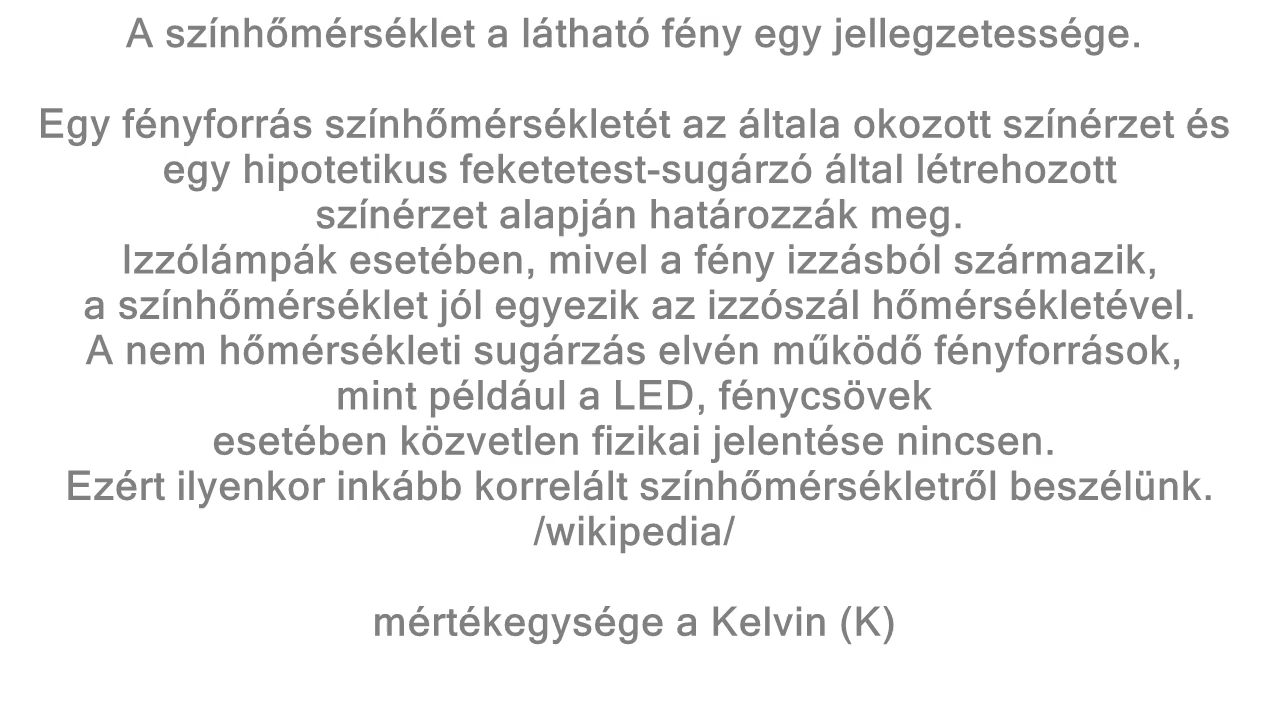 A színhőmérséklet a látható fény egy jellegzetessége.
Egy fényforrás színhőmérsékletét az általa okozott színérzet és
egy hipotetikus feketetest-sugárzó által létrehozott
színérzet alapján határozzák meg.
Izzólámpák esetében, mivel a fény izzásból származik,
a színhőmérséklet jól egyezik az izzószál hőmérsékletével.
A nem hőmérsékleti sugárzás elvén működő fényforrások,
mint például a LED, fénycsövek
esetében közvetlen fizikai jelentése nincsen.
Ezért ilyenkor inkább korrelált színhőmérsékletről beszélünk.
/wikipedia/
mértékegysége a Kelvin (K)